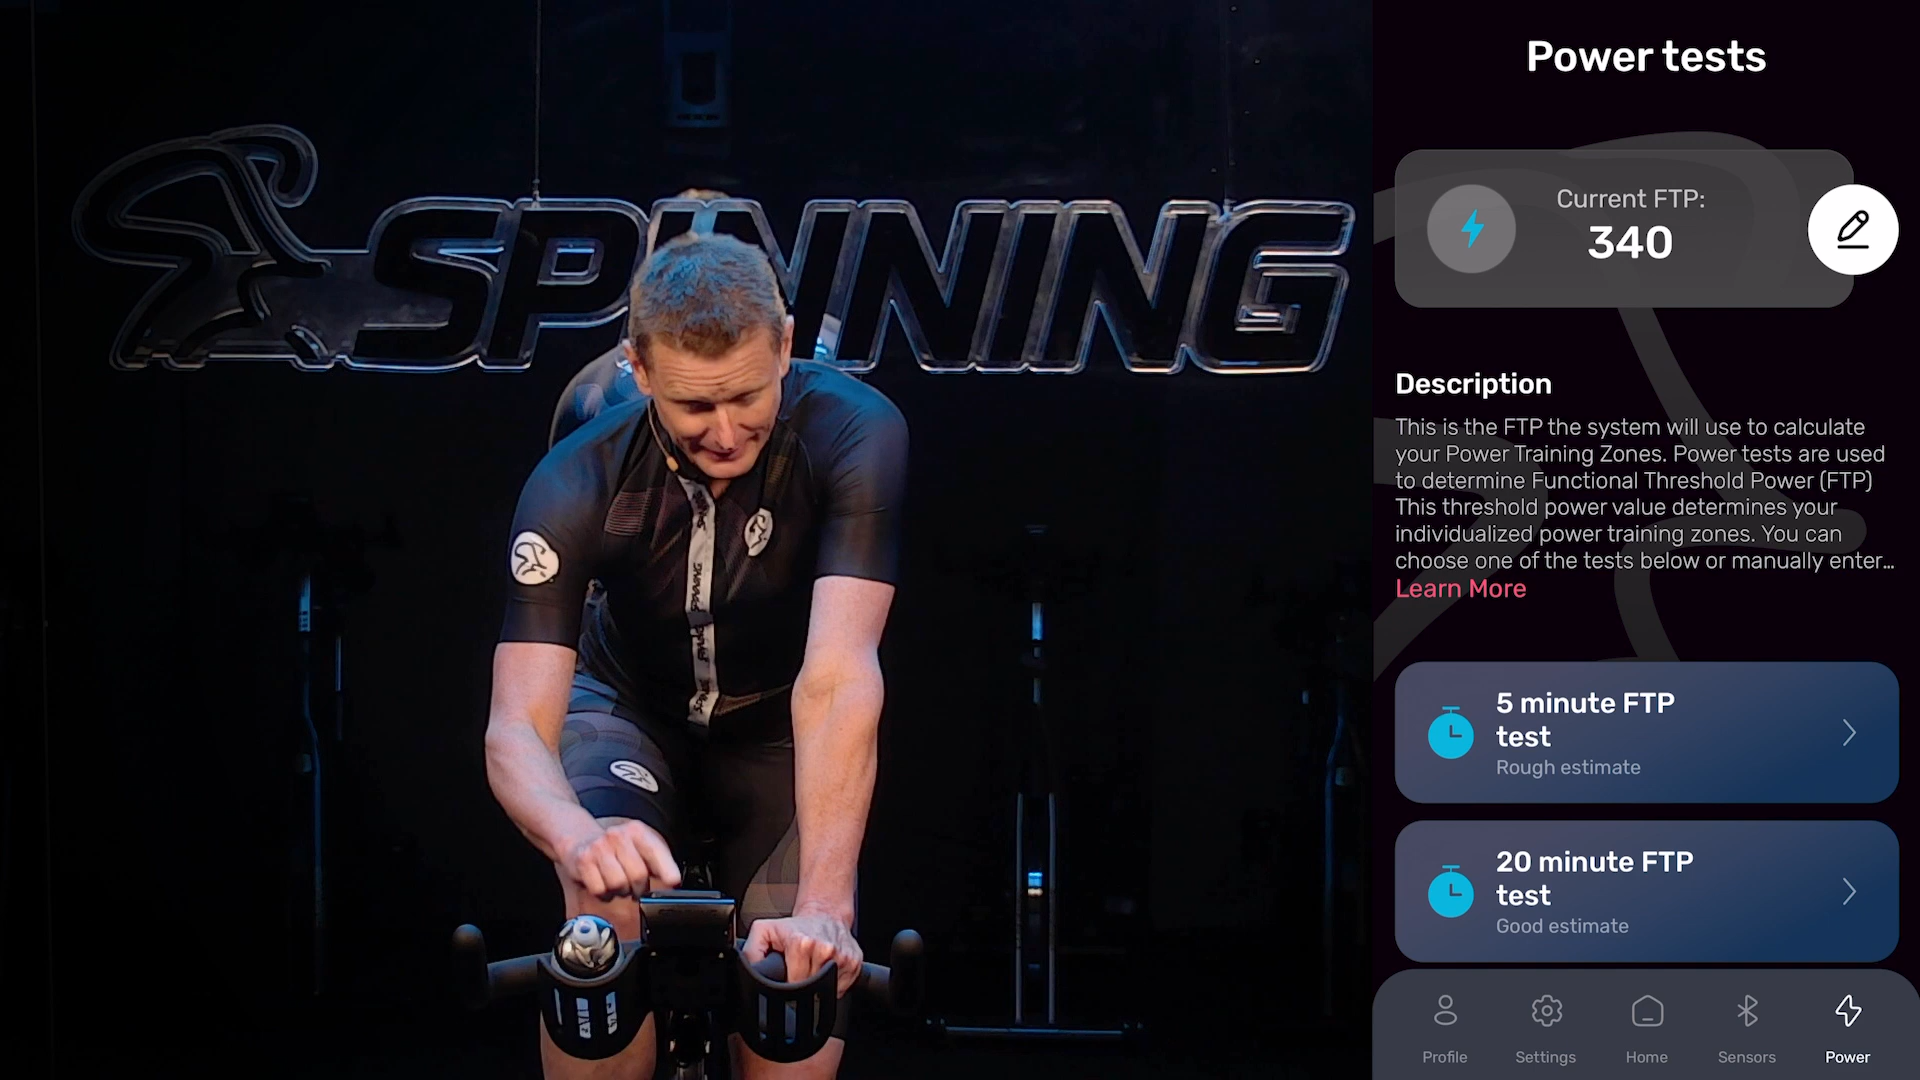 SPINNING
Power tests
Current FTP:
340
Description
This is the FTP the system will use to calculate
your Power Training Zones. Power tests are used
to determine Functional Threshold Power (FTP)
This threshold power value determines your
individualized power training zones. You can
choose one of the tests below or manually enter…
Learn More
5 minute FTP
test
Rough estimate
20 minute FTP
test
Good estimate
Profile
Settings
Home
Sensors
Power